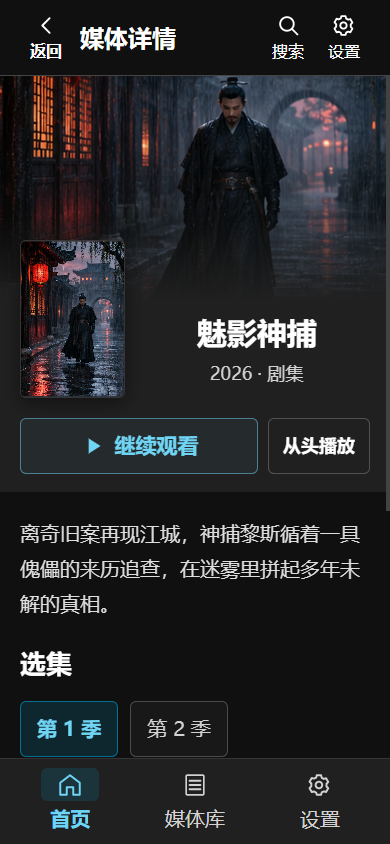 返回
媒体详情
搜索
设置
魅影神捕
2026 · 剧集
继续观看
从头播放
离奇旧案再现江城，神捕黎斯循着一具
傀儡的来历追查，在迷雾里拼起多年未
解的真相。
选集
第 1 季
第 2 季
首页
媒体库
设置